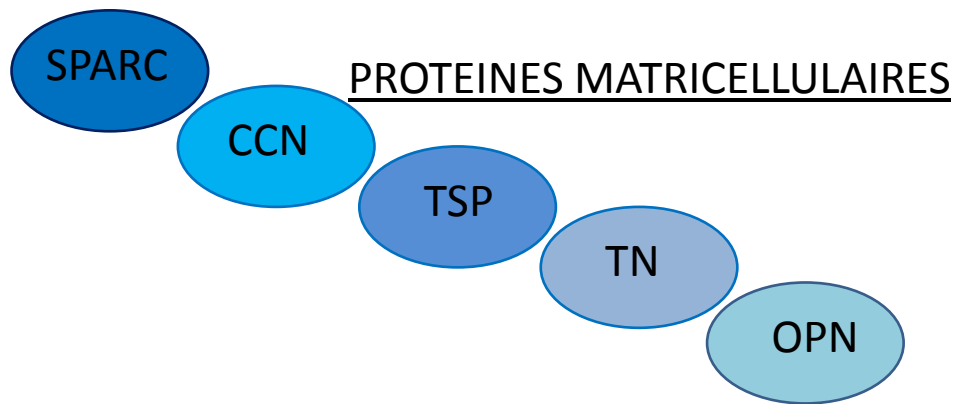 SPARC
PROTEINES MATRICELLULAIRES
CCN
TSP
TN
OPN